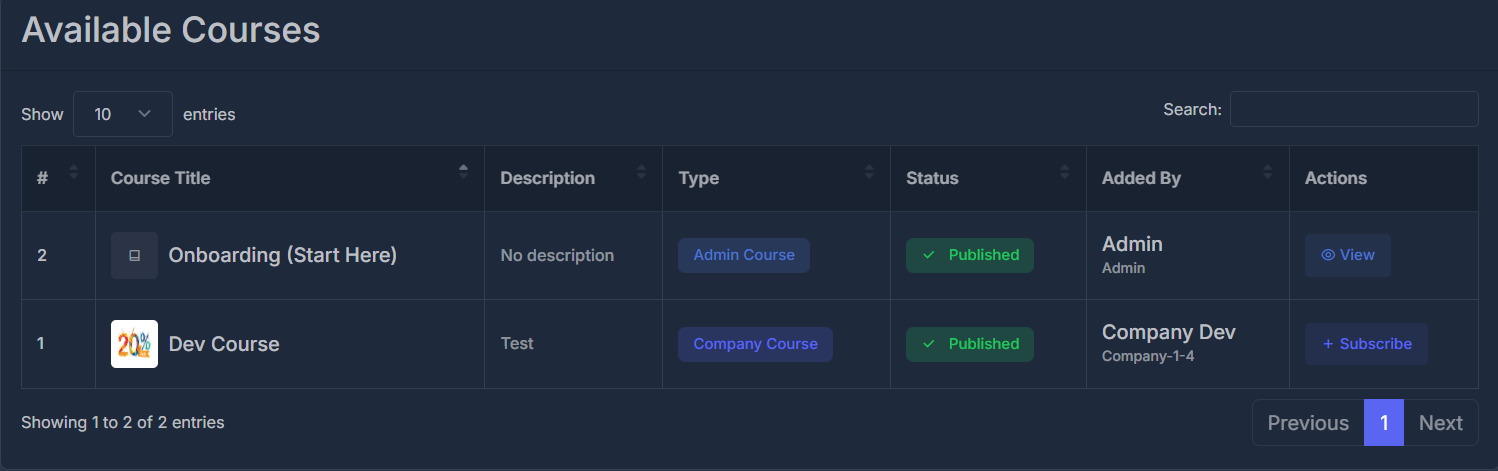 Available Courses
Show 10 entries
Search:
# Course Title Description Type Status Added By Actions
2 Onboarding (Start Here) No description Admin Course Published Admin Admin View
1 20% Dev Course Test Company Course Published Company Dev Company-1-4 + Subscribe
Showing 1 to 2 of 2 entries
Previous 1 Next